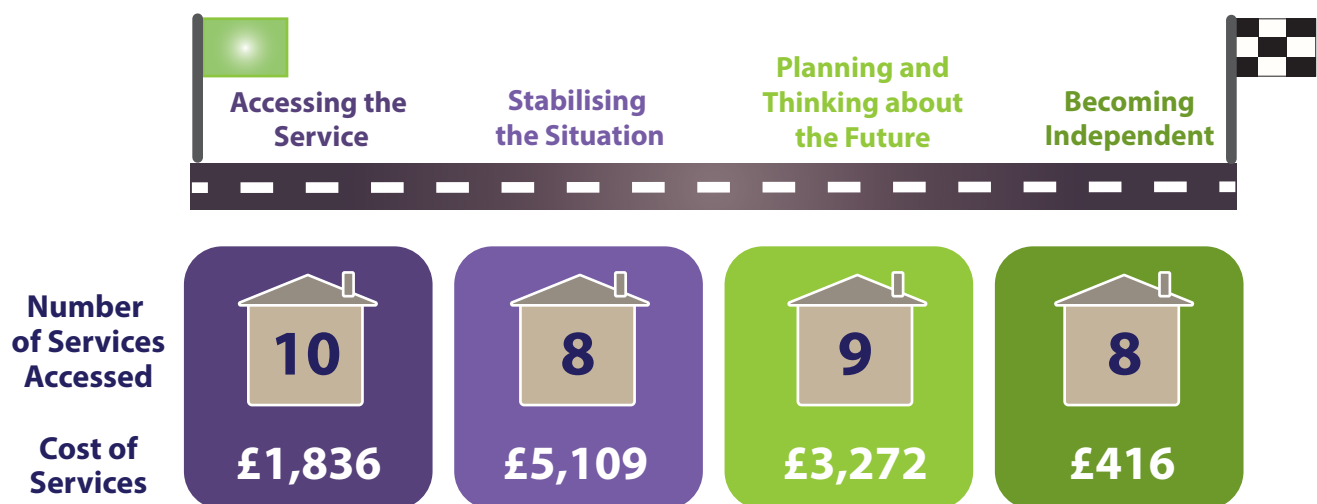 Accessing the
Service
Stabilising
the Situation
Planning and
Thinking about
the Future
Becoming
Independent
Number
of Services
Accessed
10
8
9
8
Cost of
Services
£1,836
£5,109
£3,272
£416